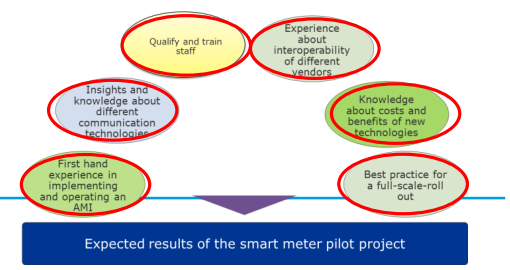 Qualify and train
staff
Experience
about
interoperability
of different
vendors
Insights and
knowledge about
different
communication
technologies
Knowledge
about costs and
benefits of new
technologies
First hand
experience in
implementing
and operating an
AMI
Best practice for
a full-scale-roll
out
Expected results of the smart meter pilot project